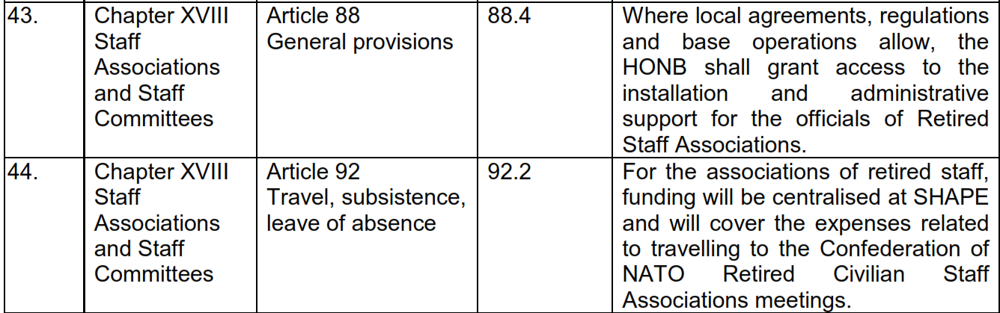 43.
Chapter XVIII
Staff
Associations
and Staff
Committees
Article 88
General provisions
88.4
Where local agreements, regulations
and base operations allow, the
HONB shall grant access to the
installation and administrative
support for the officials of Retired
Staff Associations.
44.
Chapter XVIII
Staff
Associations
and Staff
Committees
Article 92
Travel, subsistence,
leave of absence
92.2
For the associations of retired staff,
funding will be centralised at SHAPE
and will cover the expenses related
to travelling to the Confederation of
NATO Retired Civilian Staff
Associations meetings.